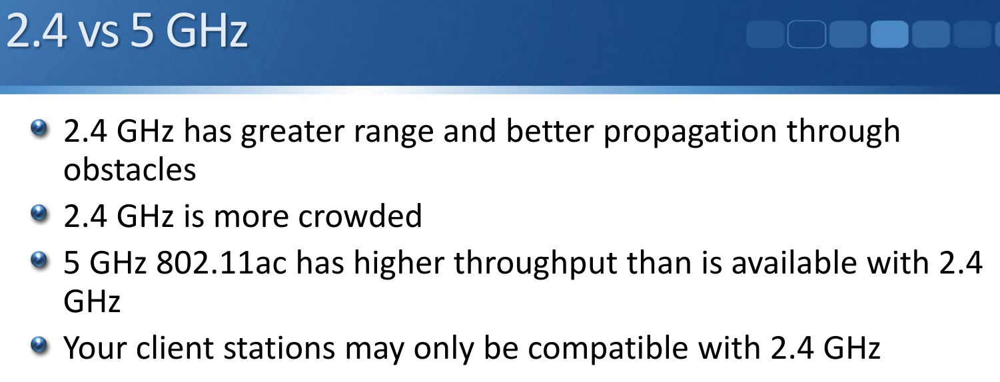 2.4 vs 5 GHz
2.4 GHz has greater range and better propagation through
obstacles
2.4 GHz is more crowded
5 GHz 802.11ac has higher throughput than is available with 2.4
GHz
Your client stations may only be compatible with 2.4 GHz